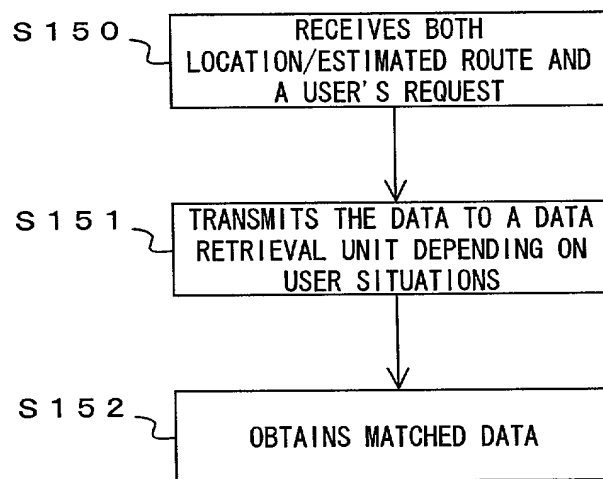 S150
RECEIVES BOTH
LOCATION/ESTIMATED ROUTE AND
A USER'S REQUEST
S151
TRANSMITS THE DATA TO A DATA
RETRIEVAL UNIT DEPENDING ON
USER SITUATIONS
S152
OBTAINS MATCHED DATA